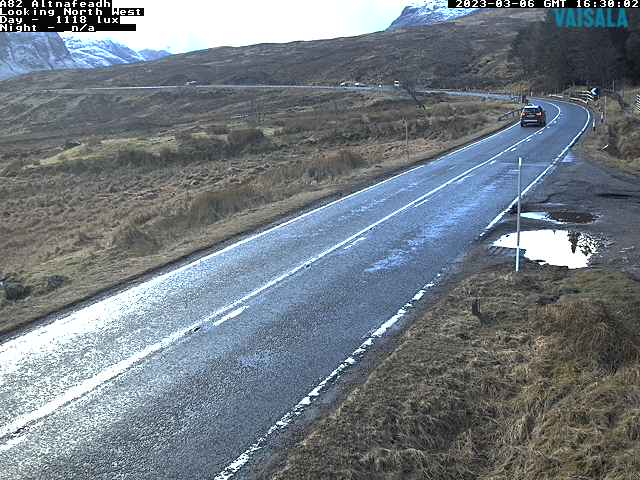 A82 Altnafeadh
Looking North West
Day - 1118 lux
Night - n/a
2023-03-06 GMT 16:30:02
VAISALA